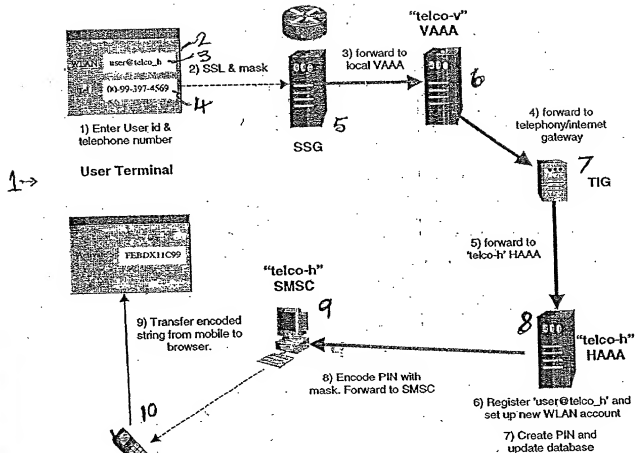 "telco-v"
VAAA
2
WLAN user@telco_h
3
00-99-397-4569
4
2) SSL & mask
3) forward to
local VAAA
6
1) Enter User id &
telephone number
5
SSG
4) forward to
telephony/internet
gateway
7
TIG
1→
User Terminal
5) forward to
'telco-h' HAAA
FEBDX11C99
"telco-h"
SMSC
9
8
"telco-h"
HAAA
9) Transfer encoded
string from mobile to
browser.
8) Encode PIN with
mask. Forward to SMSC
6) Register 'user@telco_h' and
set up new WLAN account
10
7) Create PIN and
update database